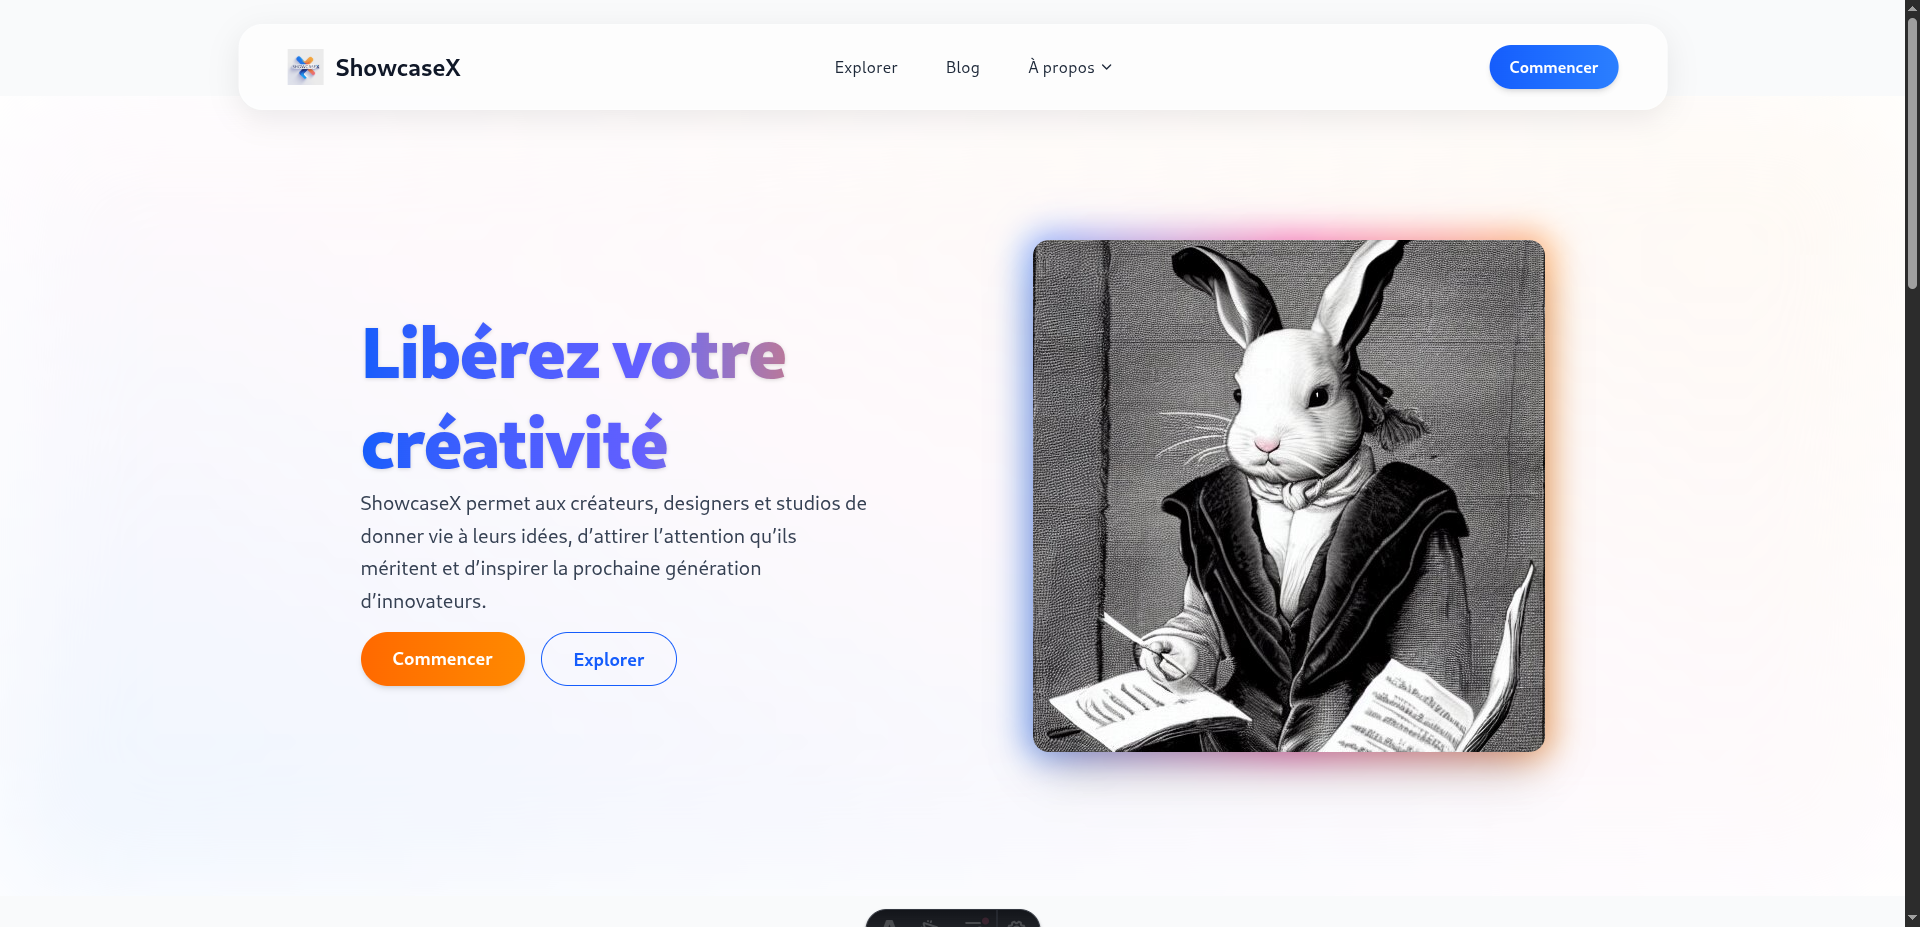 ShowcaseX
Explorer
Blog
À propos
Commencer
Libérez votre
créativité
ShowcaseX permet aux créateurs, designers et studios de
donner vie à leurs idées, d’attirer l’attention qu’ils
méritent et d’inspirer la prochaine génération
d’innovateurs.
Commencer
Explorer